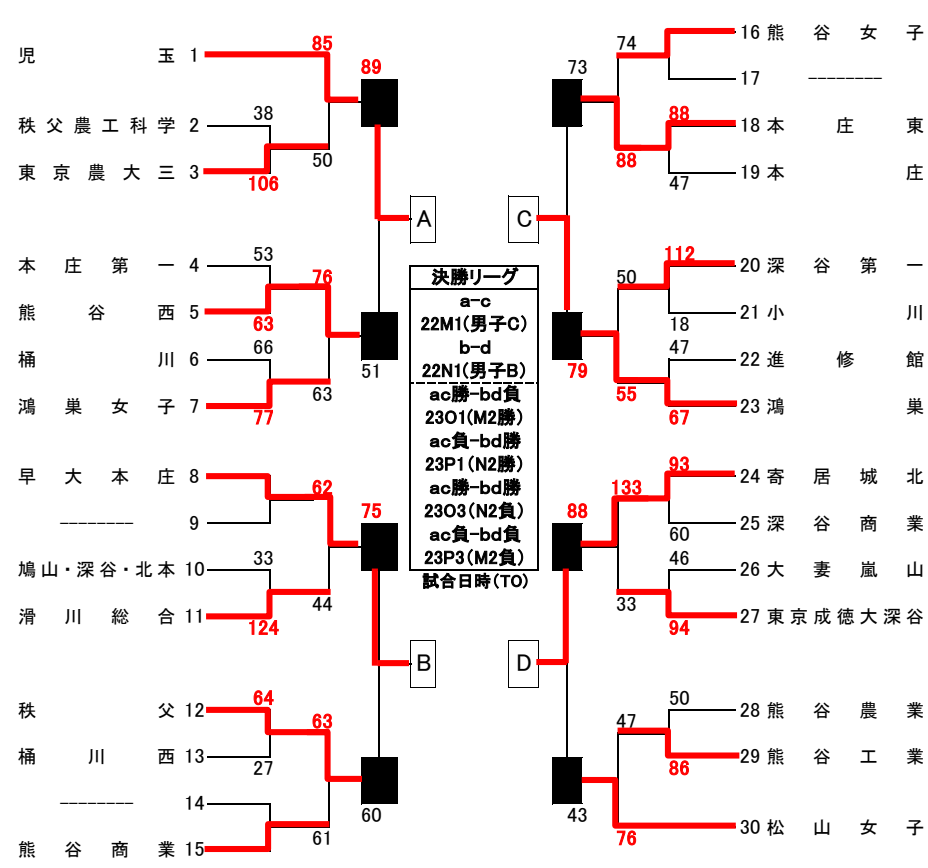 児玉 1
85
89
秩父農工科学 2
38
50
東京農大三 3
106
A
本庄第一 4
53
76
熊谷西 5
63
桶川 6
66
51
鴻巣女子 7
77
63
早大本庄 8
62
75
-------- 9
鳩山・深谷・北本 10
33
44
滑川総合 11
124
B
秩父 12
64
63
桶川西 13
27
-------- 14
60
熊谷商業 15
61
決勝リーグ
a-c
22M1(男子C)
b-d
22N1(男子B)
ac勝-bd負
23O1(M2勝)
ac負-bd勝
23P1(N2勝)
ac勝-bd勝
23O3(N2負)
ac負-bd負
23P3(M2負)
試合日時(TO)
73
74
16 熊谷女子
17 --------
88
18 本庄東
88
47
19 本庄
C
112
20 深谷第一
50
18
21 小川
47
22 進修館
79
55
67
23 鴻巣
93
24 寄居城北
88
133
60
25 深谷商業
46
26 大妻嵐山
33
94
27 東京成徳大深谷
D
50
28 熊谷農業
47
86
29 熊谷工業
43
76
30 松山女子